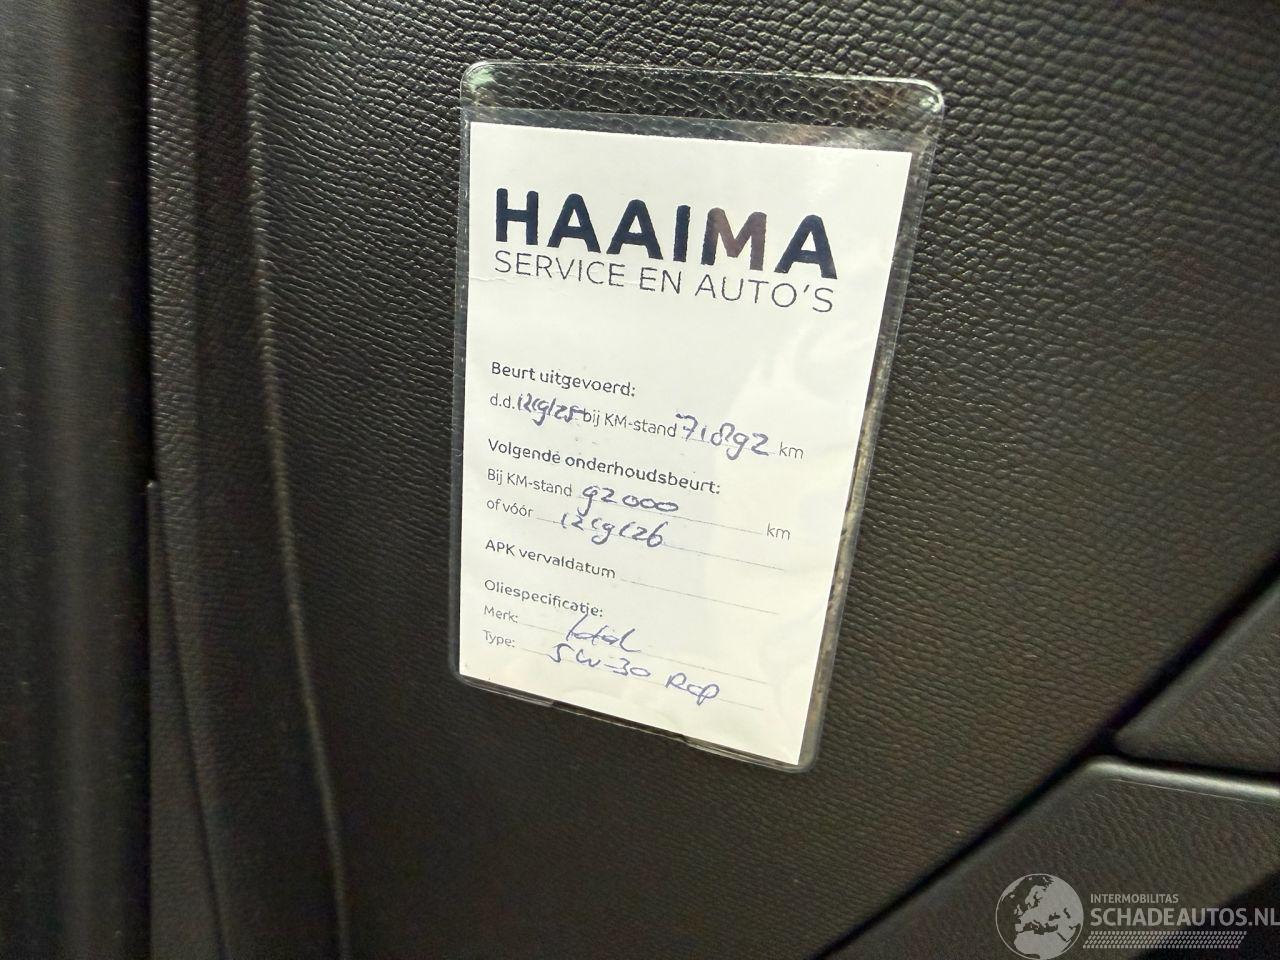 HAAIMA
SERVICE EN AUTO'S
Beurt uitgevoerd:
d.d. 12/9/25 bij KM-stand 71892 km
Volgende onderhoudsbeurt:
Bij KM-stand 92000 km
of vóór 12/9/26
APK vervaldatum
Oliespecificatie:
Merk: total
Type: 5W-30 RCP
INTERMOBILITAS
SCHADEAUTOS.NL